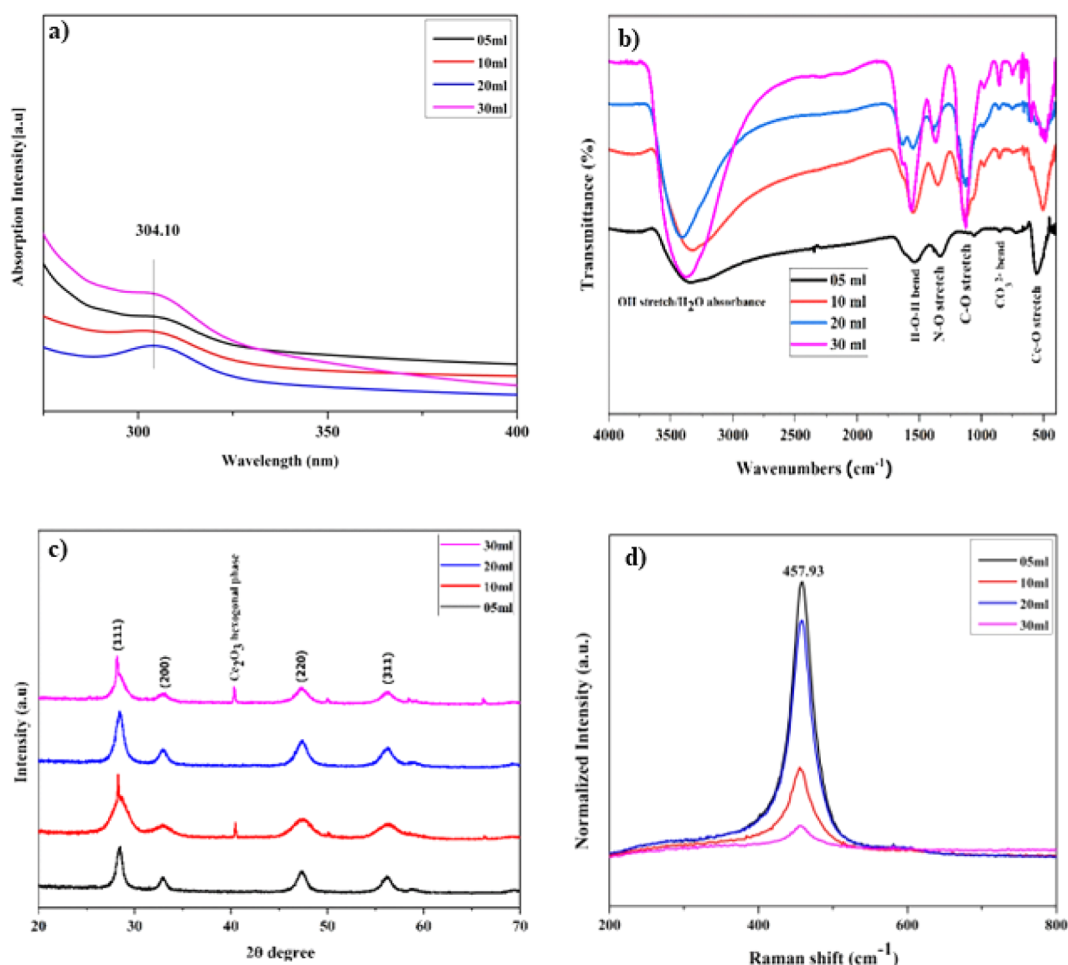 a)
05ml
10ml
20ml
30ml
304.10
Absorption Intensity[a.u]
300
350
400
Wavelength (nm)
b)
Transmittance (%)
OH stretch/H₂O absorbance
05 ml
10 ml
20 ml
30 ml
H-O-H bend
N-O stretch
C-O stretch
CO₃²⁻ bend
Ce-O stretch
4000 3500 3000 2500 2000 1500 1000 500
Wavenumbers (cm⁻¹)
c)
30ml
20ml
10ml
05ml
(111)
(200)
Ce₂O₃ hexogonal phase
(220)
(311)
Intensity (a.u)
20 30 40 50 60 70
2θ degree
d)
457.93
05ml
10ml
20ml
30ml
Normalized Intensity (a.u.)
200 400 600 800
Raman shift (cm⁻¹)